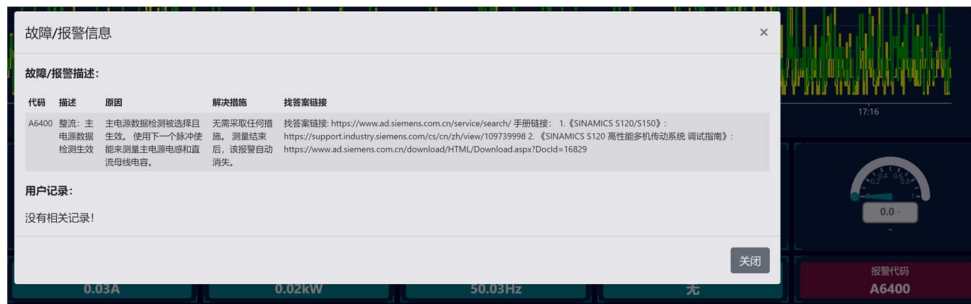 故障/报警信息
×
故障/报警描述：
代码 描述 原因 解决措施 找答案链接
A6400 整流：主 主电源数据检测被选择且 无需采取任何措 找答案链接: https://www.ad.siemens.com.cn/service/search/ 手册链接： 1.《SINAMICS S120/S150》:
电源数据 生效。使用下一个脉冲使 施。 测量结束 https://support.industry.siemens.com/cs/cn/zh/view/109739998 2. 《SINAMICS S120 高性能多机传动系统 调试指南》:
检测生效 能来测量主电源电感和直 后，该报警自动 https://www.ad.siemens.com.cn/download/HTML/Download.aspx?DocId=16829
流母线电容。 消失。
用户记录：
没有相关记录！
关闭
17:16
0.2 0.4 0.6 0.8
0.0 -
-
报警代码
0.03A 0.02kW 50.03Hz 无 A6400